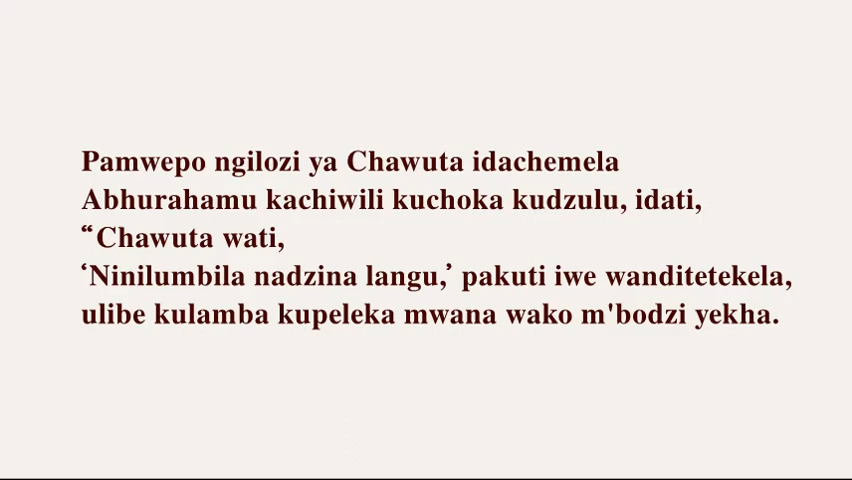 Pamwepo ngilozi ya Chawuta idachemela
Abhurahamu kachiwili kuchoka kudzulu, idati,
“Chawuta wati,
‘Ninilumbila nadzina langu,’ pakuti iwe wanditetekela,
ulibe kulamba kupeleka mwana wako m'bodzi yekha.